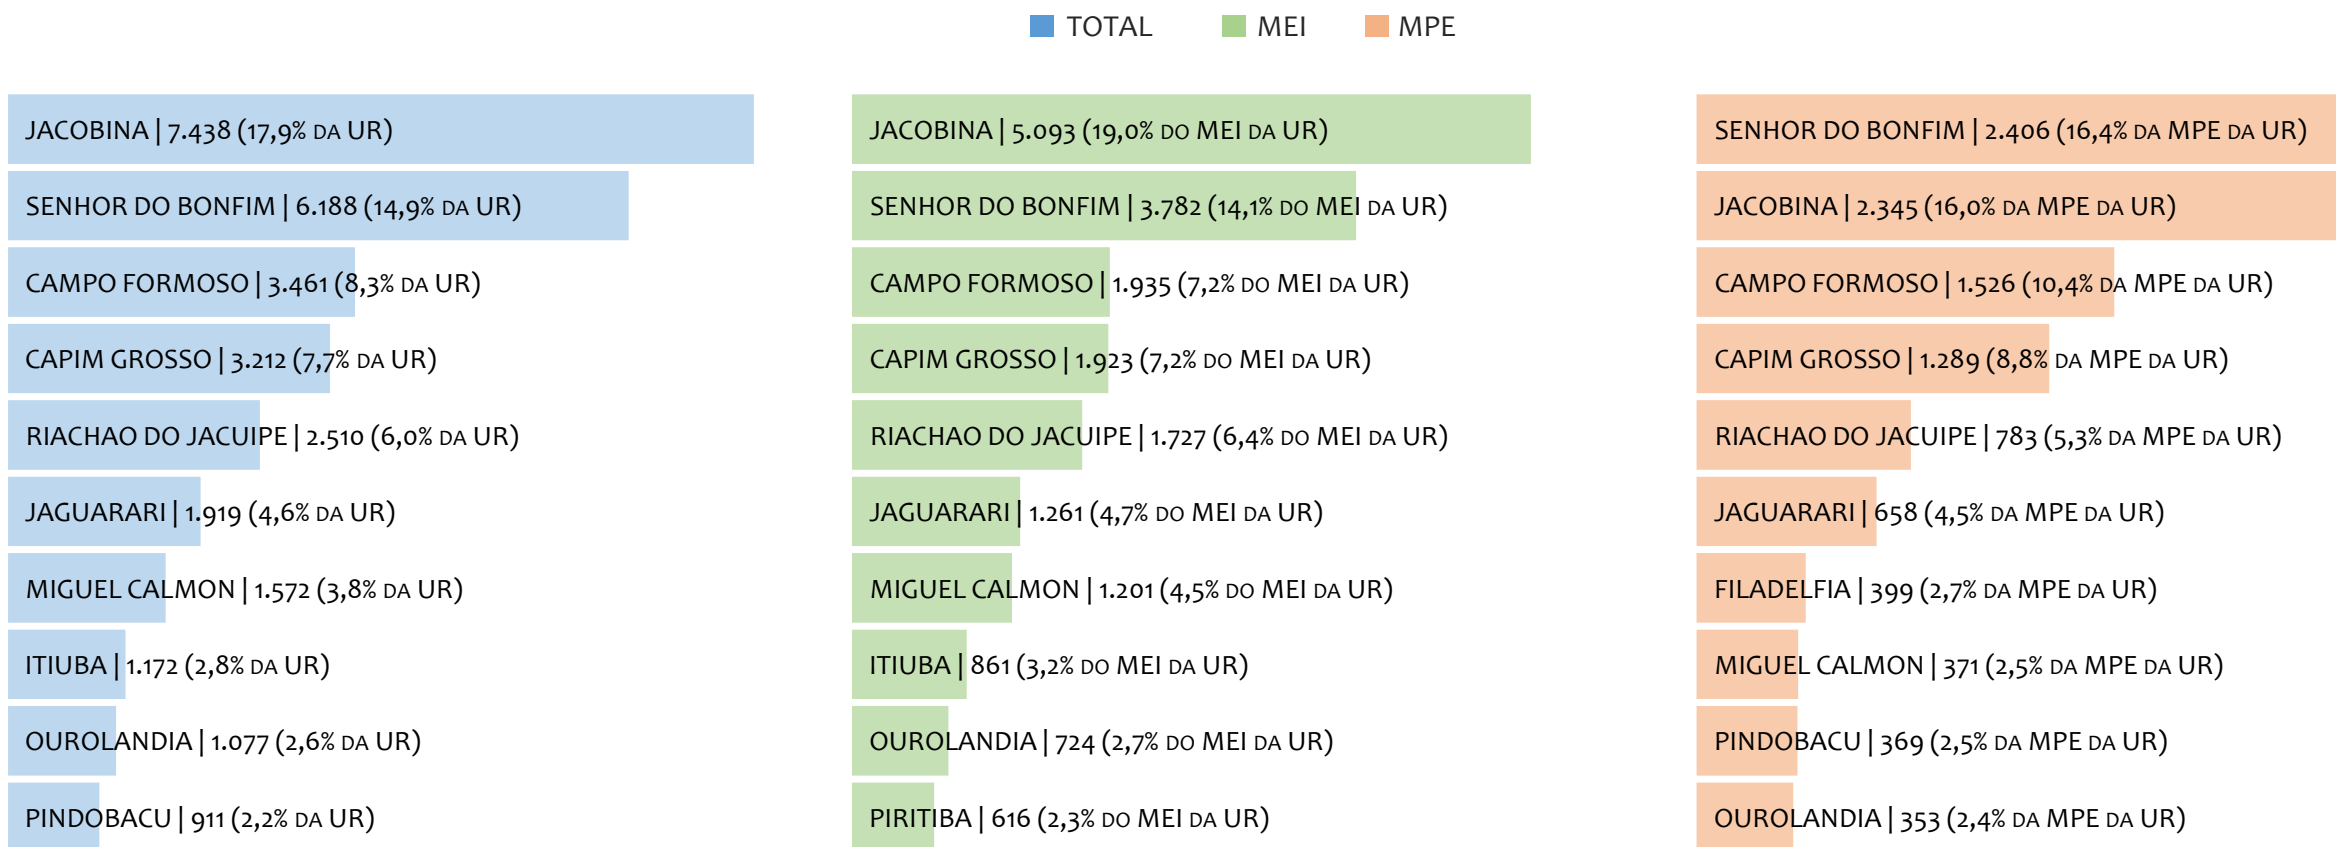 TOTAL MEI MPE
JACOBINA | 7.438 (17,9% DA UR)
SENHOR DO BONFIM | 6.188 (14,9% DA UR)
CAMPO FORMOSO | 3.461 (8,3% DA UR)
CAPIM GROSSO | 3.212 (7,7% DA UR)
RIACHAO DO JACUIPE | 2.510 (6,0% DA UR)
JAGUARARI | 1.919 (4,6% DA UR)
MIGUEL CALMON | 1.572 (3,8% DA UR)
ITIUBA | 1.172 (2,8% DA UR)
OUROLANDIA | 1.077 (2,6% DA UR)
PINDOBACU | 911 (2,2% DA UR)
JACOBINA | 5.093 (19,0% DO MEI DA UR)
SENHOR DO BONFIM | 3.782 (14,1% DO MEI DA UR)
CAMPO FORMOSO | 1.935 (7,2% DO MEI DA UR)
CAPIM GROSSO | 1.923 (7,2% DO MEI DA UR)
RIACHAO DO JACUIPE | 1.727 (6,4% DO MEI DA UR)
JAGUARARI | 1.261 (4,7% DO MEI DA UR)
MIGUEL CALMON | 1.201 (4,5% DO MEI DA UR)
ITIUBA | 861 (3,2% DO MEI DA UR)
OUROLANDIA | 724 (2,7% DO MEI DA UR)
PIRITIBA | 616 (2,3% DO MEI DA UR)
SENHOR DO BONFIM | 2.406 (16,4% DA MPE DA UR)
JACOBINA | 2.345 (16,0% DA MPE DA UR)
CAMPO FORMOSO | 1.526 (10,4% DA MPE DA UR)
CAPIM GROSSO | 1.289 (8,8% DA MPE DA UR)
RIACHAO DO JACUIPE | 783 (5,3% DA MPE DA UR)
JAGUARARI | 658 (4,5% DA MPE DA UR)
FILADELFIA | 399 (2,7% DA MPE DA UR)
MIGUEL CALMON | 371 (2,5% DA MPE DA UR)
PINDOBACU | 369 (2,5% DA MPE DA UR)
OUROLANDIA | 353 (2,4% DA MPE DA UR)